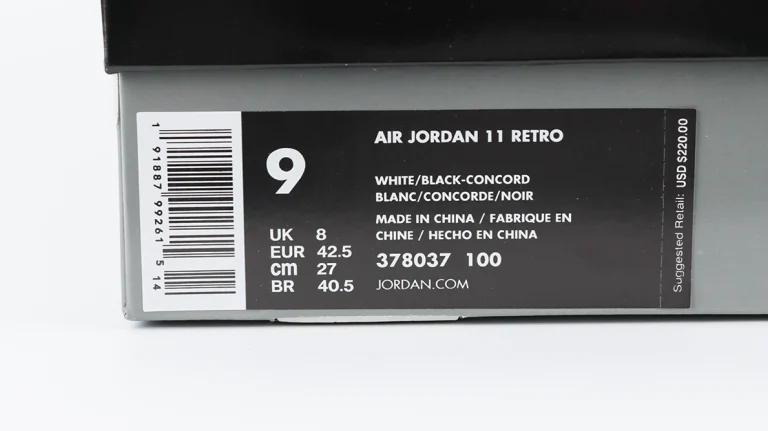 1 91887 99261 5 14
9
UK 8
EUR 42.5
cm 27
BR 40.5
AIR JORDAN 11 RETRO
WHITE/BLACK-CONCORD
BLANC/CONCORDE/NOIR
MADE IN CHINA / FABRIQUE EN
CHINE / HECHO EN CHINA
378037 100
JORDAN.COM
Suggested Retail: USD $220.00